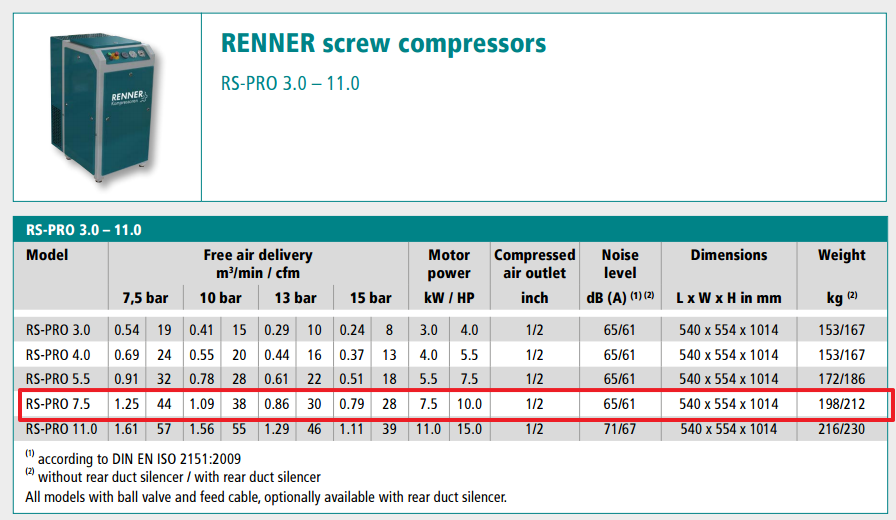 RENNER screw compressors
RS-PRO 3.0 – 11.0
RENNER
Kompressoren
RS-PRO 3.0 – 11.0
Model Free air delivery Motor Compressed Noise Dimensions Weight
m³/min / cfm power air outlet level
7,5 bar 10 bar 13 bar 15 bar kW / HP inch dB (A) (1) (2) L x W x H in mm kg (2)
RS-PRO 3.0 0.54 19 0.41 15 0.29 10 0.24 8 3.0 4.0 1/2 65/61 540 x 554 x 1014 153/167
RS-PRO 4.0 0.69 24 0.55 20 0.44 16 0.37 13 4.0 5.5 1/2 65/61 540 x 554 x 1014 153/167
RS-PRO 5.5 0.91 32 0.78 28 0.61 22 0.51 18 5.5 7.5 1/2 65/61 540 x 554 x 1014 172/186
RS-PRO 7.5 1.25 44 1.09 38 0.86 30 0.79 28 7.5 10.0 1/2 65/61 540 x 554 x 1014 198/212
RS-PRO 11.0 1.61 57 1.56 55 1.29 46 1.11 39 11.0 15.0 1/2 71/67 540 x 554 x 1014 216/230
(1) according to DIN EN ISO 2151:2009
(2) without rear duct silencer / with rear duct silencer
All models with ball valve and feed cable, optionally available with rear duct silencer.